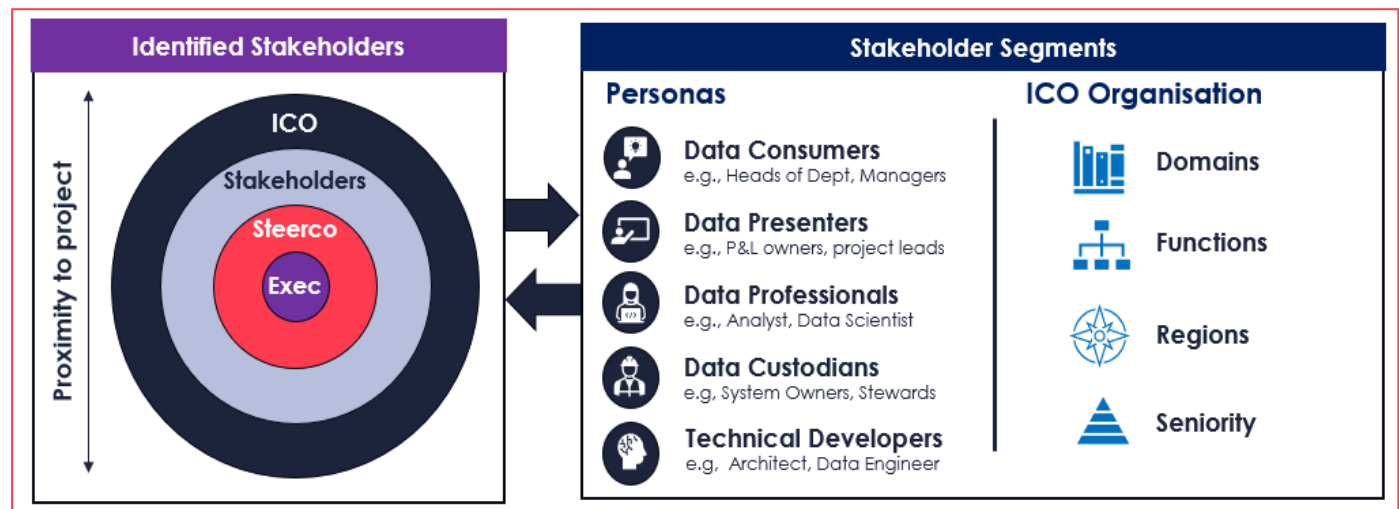 Identified Stakeholders
Proximity to project
ICO
Stakeholders
Steerco
Exec
Stakeholder Segments
Personas
Data Consumers
e.g., Heads of Dept, Managers
Data Presenters
e.g., P&L owners, project leads
Data Professionals
e.g., Analyst, Data Scientist
Data Custodians
e.g, System Owners, Stewards
Technical Developers
e.g,  Architect, Data Engineer
ICO Organisation
Domains
Functions
Regions
Seniority